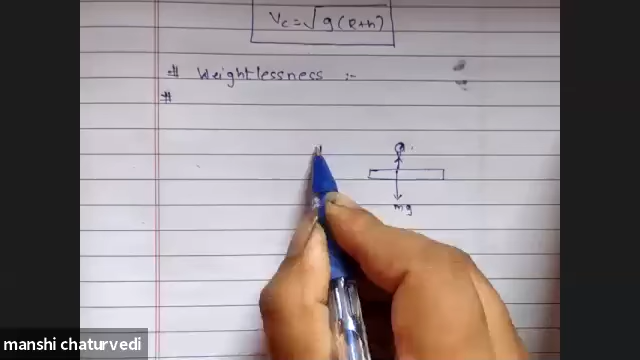 Vc = √g(R+h)
# Weightlessness :-
#
mg
manshi chaturvedi